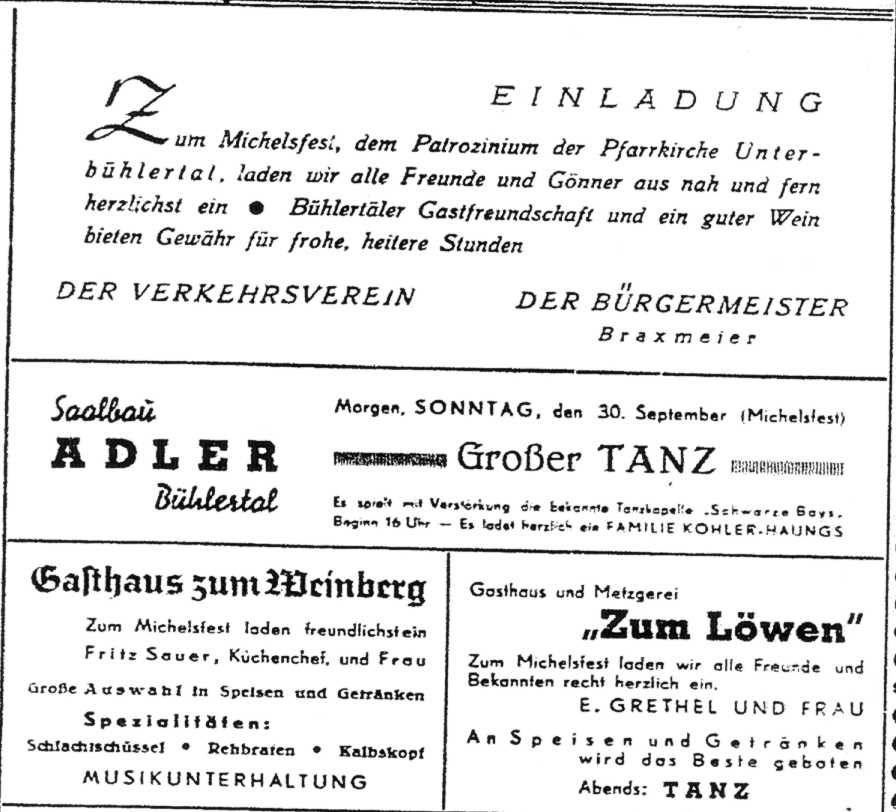 EINLADUNG
Zum Michelsfest, dem Patrozinium der Pfarrkirche Unter-
bühlertal, laden wir alle Freunde und Gönner aus nah und fern
herzlichst ein ● Bühlertäler Gastfreundschaft und ein guter Wein
bieten Gewähr für frohe, heitere Stunden
DER VERKEHRSVEREIN
DER BÜRGERMEISTER
Braxmeier
Saalbau
ADLER
Bühlertal
Morgen, SONNTAG, den 30. September (Michelsfest)
Großer TANZ
Es spielt mit Verstärkung die bekannte Tanzkapelle „Schwarze Boys"
Beginn 16 Uhr — Es ladet herzlich ein FAMILIE KOHLER-HAUNGS
Gasthaus zum Weinberg
Zum Michelsfest laden freundlichst ein
Fritz Sauer, Küchenchef, und Frau
Große Auswahl in Speisen und Getränken
Spezialitäten:
Schlachtschüssel • Rehbraten • Kalbskopf
MUSIKUNTERHALTUNG
Gasthaus und Metzgerei
„Zum Löwen"
Zum Michelsfest laden wir alle Freunde und
Bekannten recht herzlich ein.
E. GRETHEL UND FRAU
An Speisen und Getränken
wird das Beste geboten
Abends: TANZ